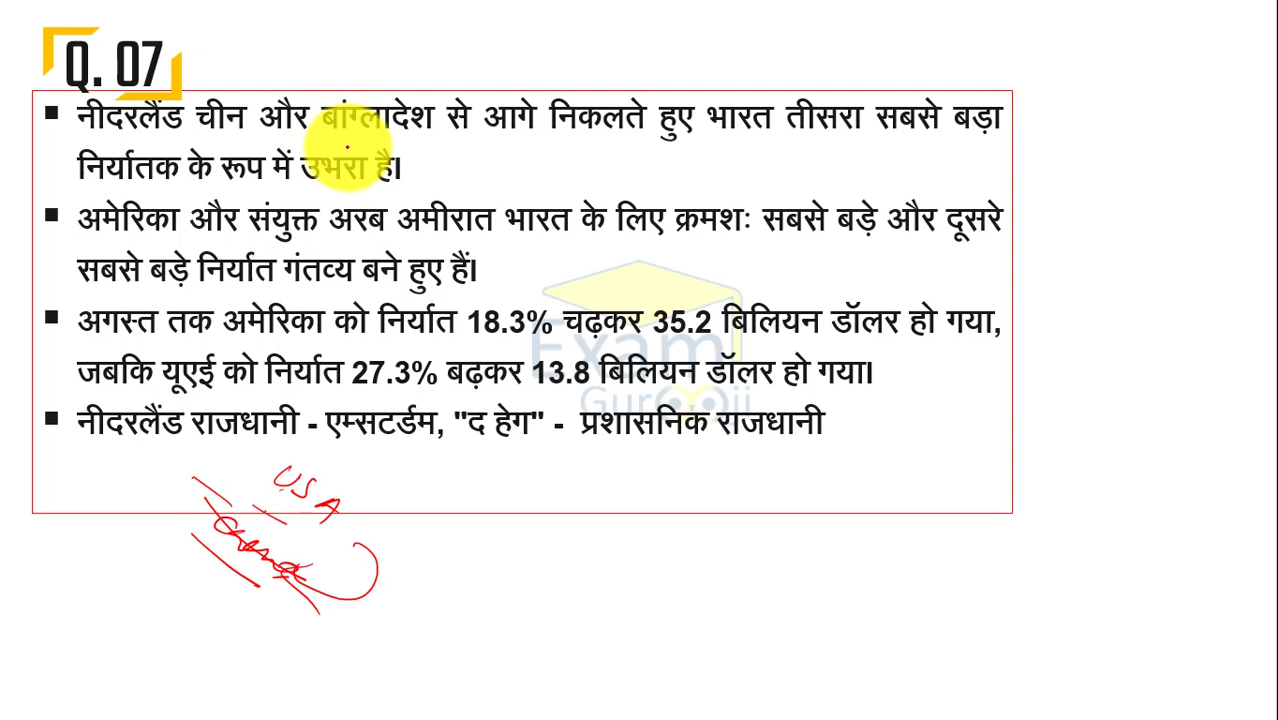 Q. 07
▪ नीदरलैंड चीन और बांग्लादेश से आगे निकलते हुए भारत तीसरा सबसे बड़ा
निर्यातक के रूप में उभरा है।
▪ अमेरिका और संयुक्त अरब अमीरात भारत के लिए क्रमशः सबसे बड़े और दूसरे
सबसे बड़े निर्यात गंतव्य बने हुए हैं।
▪ अगस्त तक अमेरिका को निर्यात 18.3% चढ़कर 35.2 बिलियन डॉलर हो गया,
जबकि यूएई को निर्यात 27.3% बढ़कर 13.8 बिलियन डॉलर हो गया।
▪ नीदरलैंड राजधानी - एम्सटर्डम, "द हेग" - प्रशासनिक राजधानी
Exam
Gurooji
USA